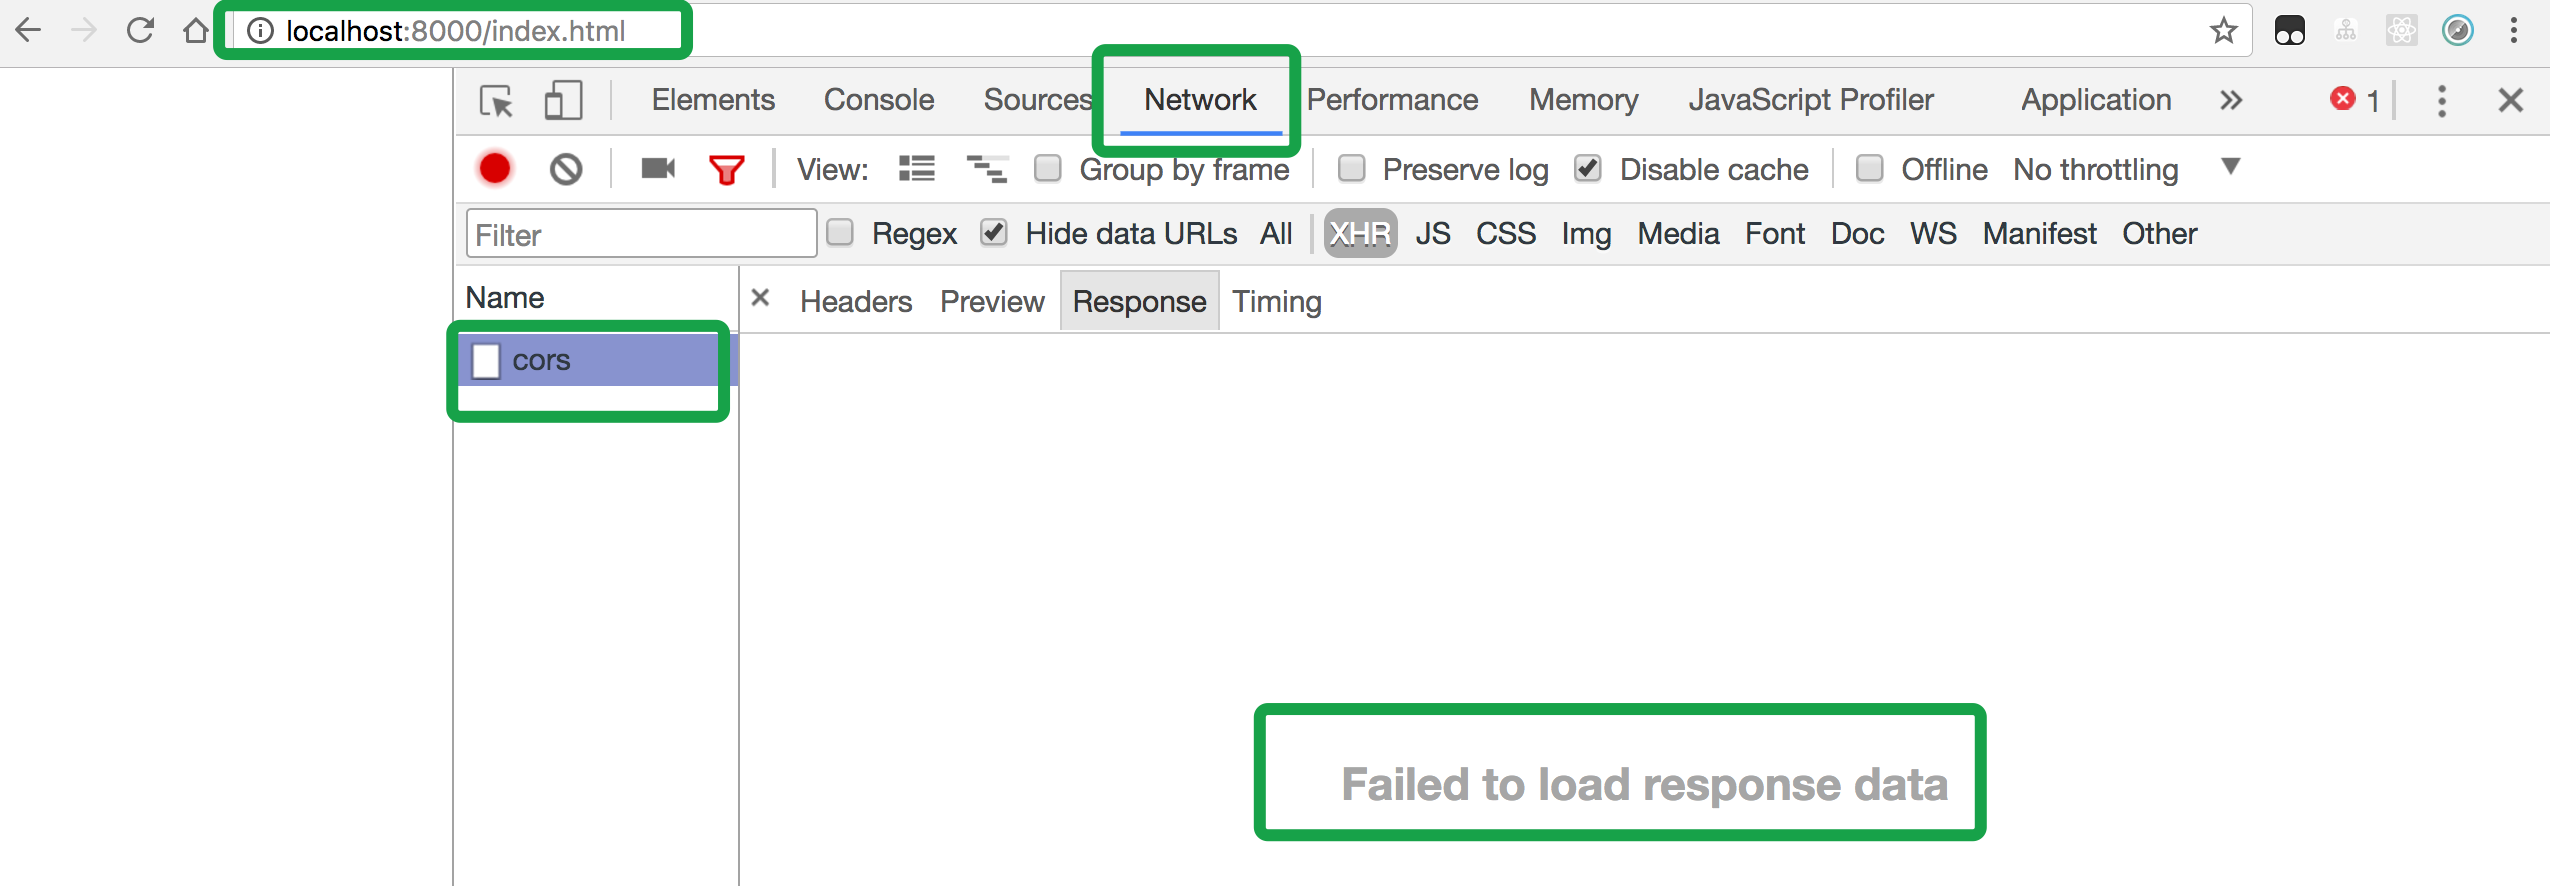 localhost:8000/index.html
Elements Console Sources Network Performance Memory JavaScript Profiler Application 1
View: Group by frame Preserve log Disable cache Offline No throttling
Filter Regex Hide data URLs All XHR JS CSS Img Media Font Doc WS Manifest Other
Name Headers Preview Response Timing
cors
Failed to load response data